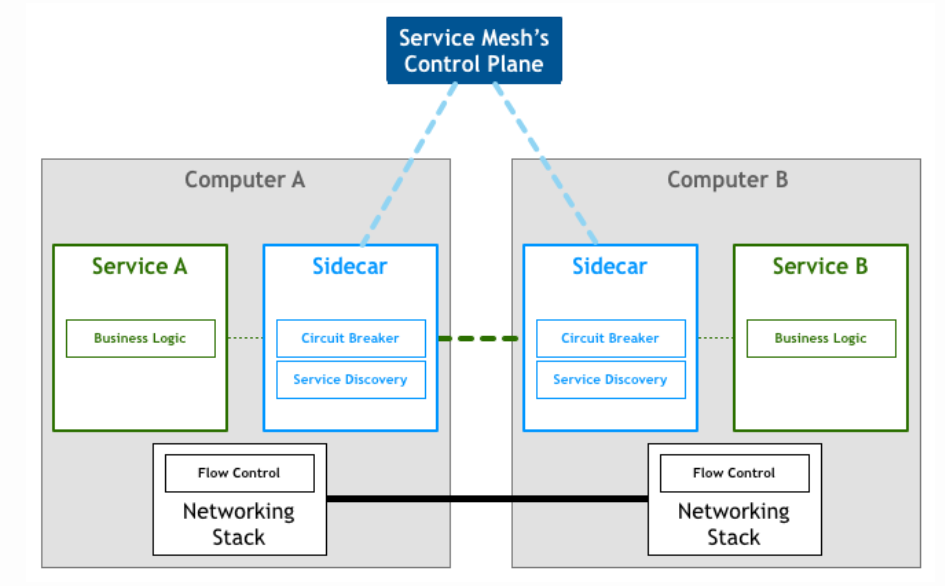 Service Mesh's
Control Plane
Computer A
Computer B
Service A
Sidecar
Sidecar
Service B
Business Logic
Circuit Breaker
Circuit Breaker
Business Logic
Service Discovery
Service Discovery
Flow Control
Flow Control
Networking
Stack
Networking
Stack